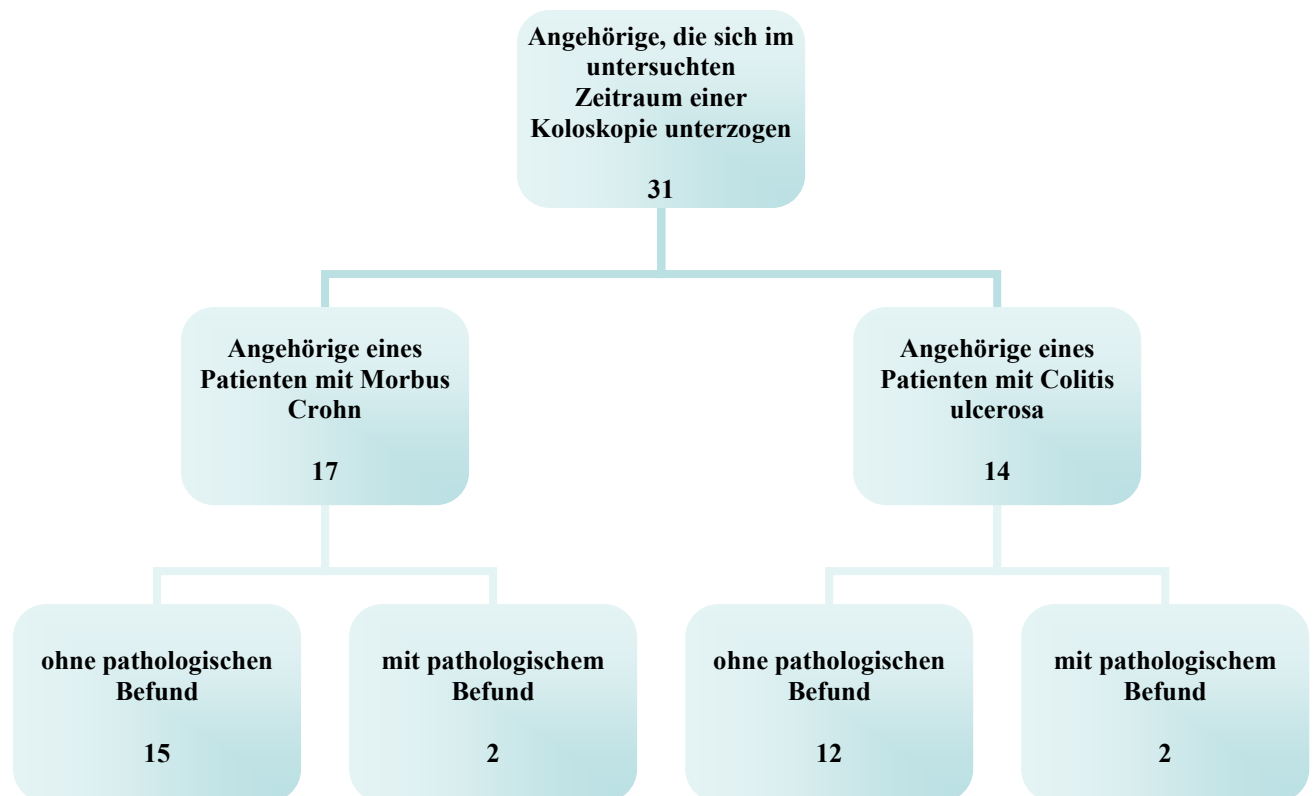 Angehörige, die sich im
untersuchten
Zeitraum einer
Koloskopie unterzogen
31
Angehörige eines
Patienten mit Morbus
Crohn
17
Angehörige eines
Patienten mit Colitis
ulcerosa
14
ohne pathologischen
Befund
15
mit pathologischem
Befund
2
ohne pathologischen
Befund
12
mit pathologischem
Befund
2